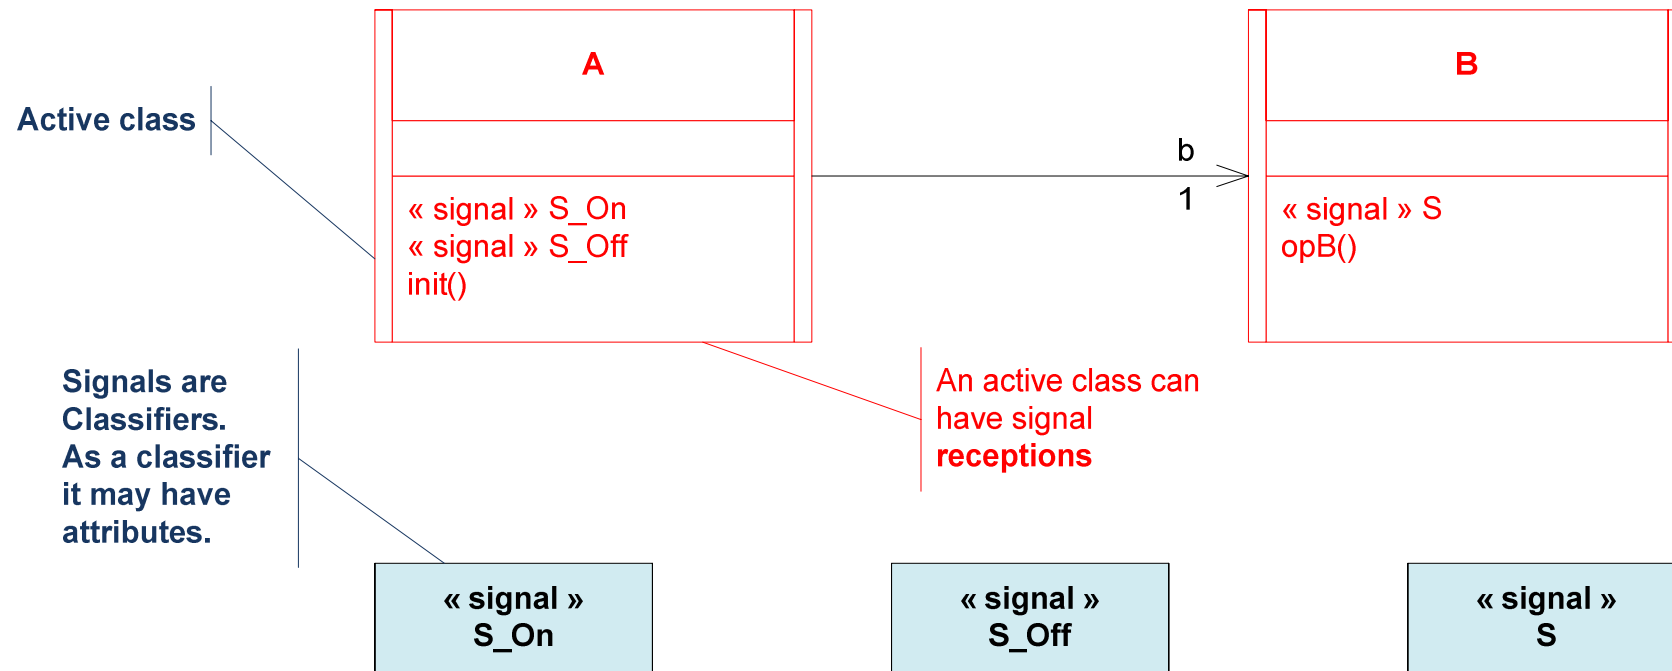 A
B
Active class
b
1
« signal » S_On
« signal » S_Off
init()
« signal » S
opB()
Signals are
Classifiers.
As a classifier
it may have
attributes.
An active class can
have signal
receptions
« signal »
S_On
« signal »
S_Off
« signal »
S